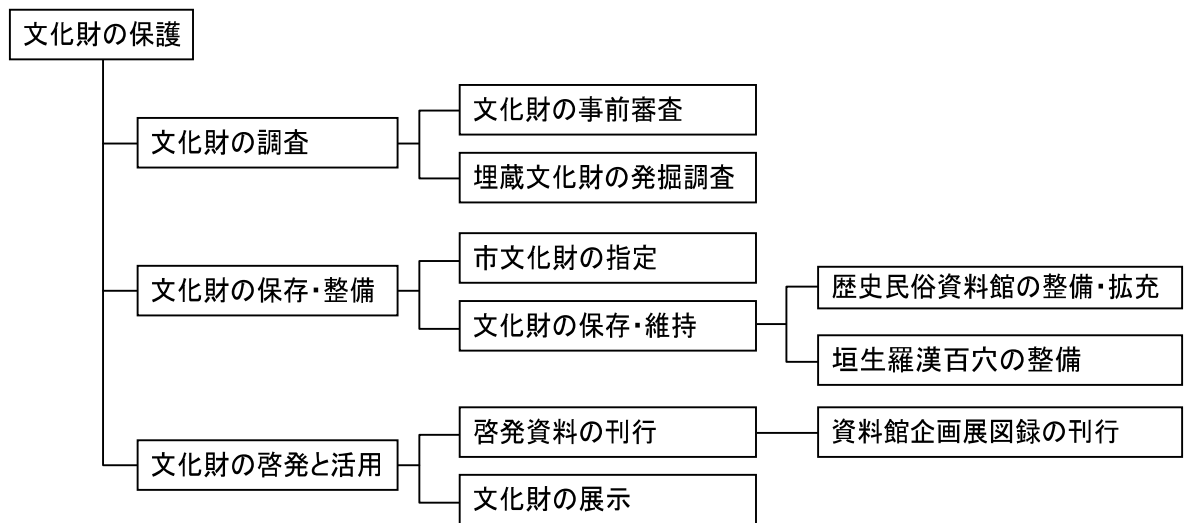 文化財の保護
文化財の調査
文化財の事前審査
埋蔵文化財の発掘調査
文化財の保存・整備
市文化財の指定
文化財の保存・維持
歴史民俗資料館の整備・拡充
垣生羅漢百穴の整備
文化財の啓発と活用
啓発資料の刊行
資料館企画展図録の刊行
文化財の展示